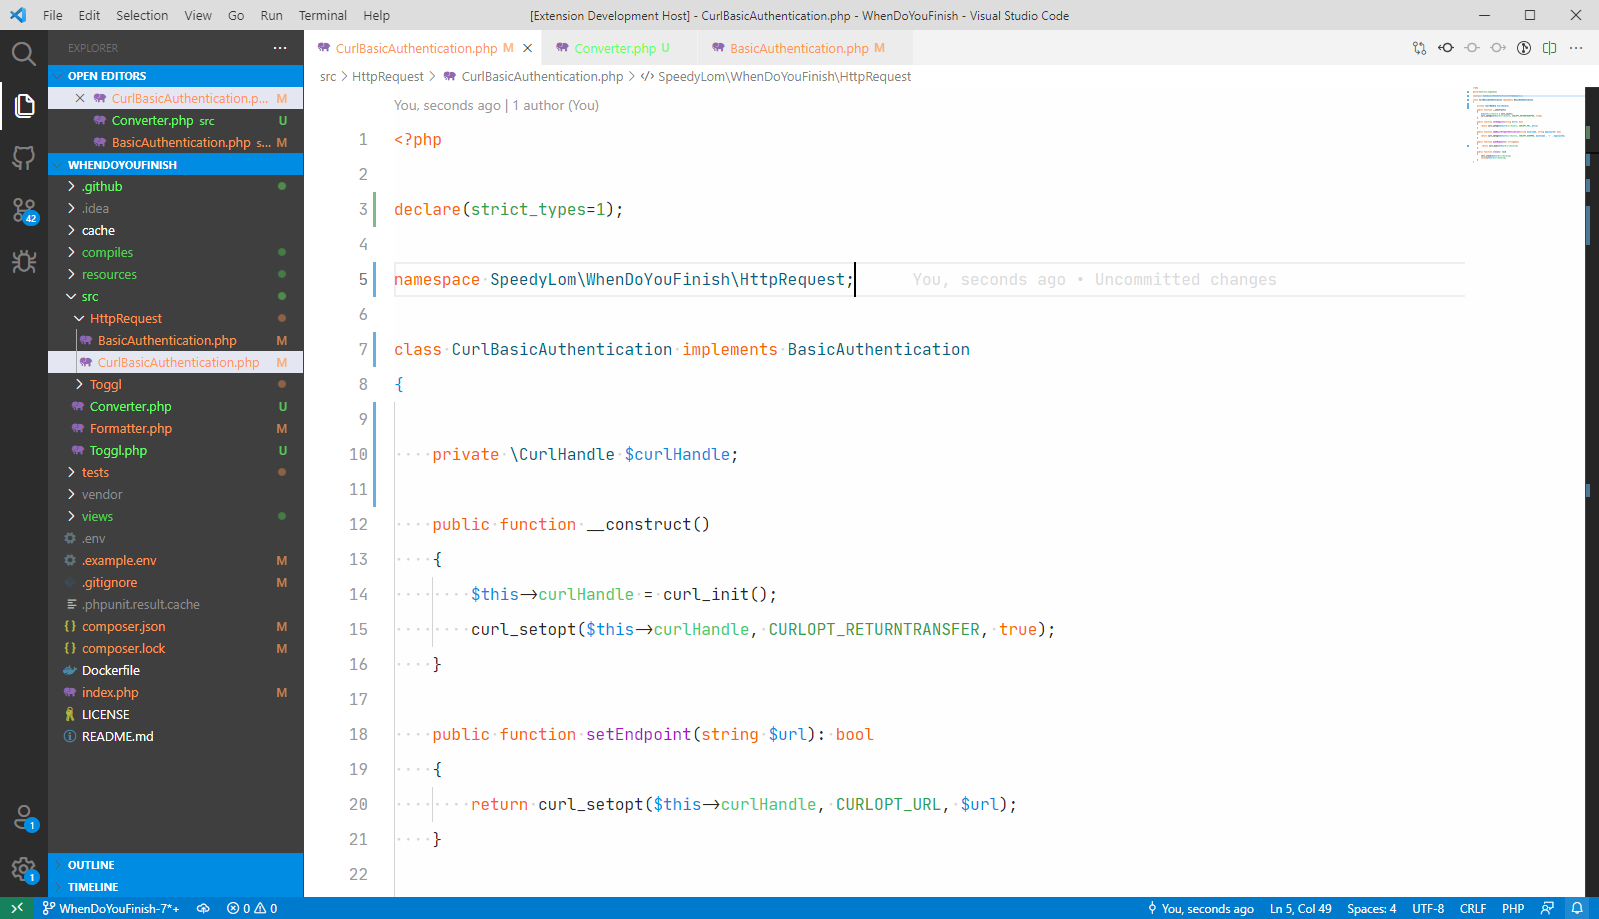 File Edit Selection View Go Run Terminal Help
[Extension Development Host] - CurlBasicAuthentication.php - WhenDoYouFinish - Visual Studio Code
EXPLORER
OPEN EDITORS
CurlBasicAuthentication.p... M
Converter.php src U
BasicAuthentication.php s... M
WHENDOYOUFINISH
.github
.idea
cache
compiles
resources
src
HttpRequest
BasicAuthentication.php M
CurlBasicAuthentication.php M
Toggl
Converter.php U
Formatter.php M
Toggl.php U
tests
vendor
views
.env
.example.env M
.gitignore M
.phpunit.result.cache
composer.json M
composer.lock M
Dockerfile
index.php M
LICENSE
README.md
OUTLINE
TIMELINE
42
1
1
CurlBasicAuthentication.php M
Converter.php U
BasicAuthentication.php M
src > HttpRequest > CurlBasicAuthentication.php > SpeedyLom\WhenDoYouFinish\HttpRequest
You, seconds ago | 1 author (You)
1 <?php
2
3 declare(strict_types=1);
4
5 namespace SpeedyLom\WhenDoYouFinish\HttpRequest; You, seconds ago • Uncommitted changes
6
7 class CurlBasicAuthentication implements BasicAuthentication
8 {
9
10 private \CurlHandle $curlHandle;
11
12 public function __construct()
13 {
14 $this->curlHandle = curl_init();
15 curl_setopt($this->curlHandle, CURLOPT_RETURNTRANSFER, true);
16 }
17
18 public function setEndpoint(string $url): bool
19 {
20 return curl_setopt($this->curlHandle, CURLOPT_URL, $url);
21 }
22
WhenDoYouFinish-7*+ 0 0
You, seconds ago Ln 5, Col 49 Spaces: 4 UTF-8 CRLF PHP